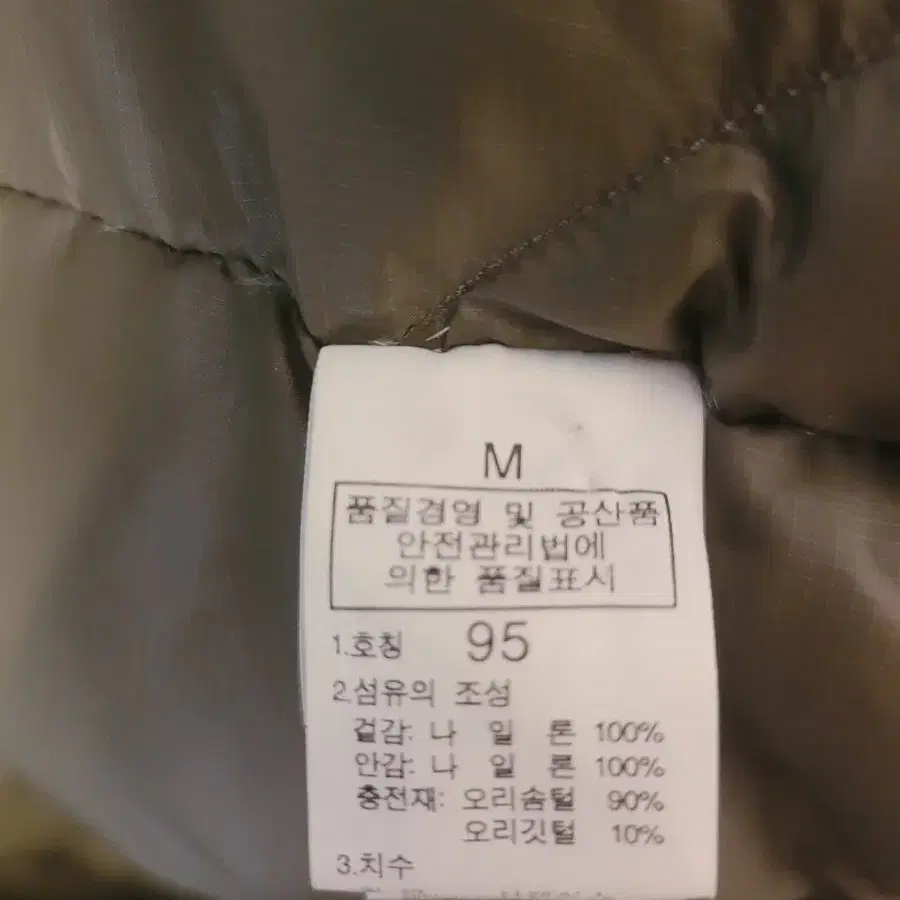 M
품질경영 및 공산품
안전관리법에
의한 품질표시
1.호칭 95
2.섬유의 조성
겉감: 나 일 론 100%
안감: 나 일 론 100%
충전재: 오리솜털 90%
오리깃털 10%
3.치수